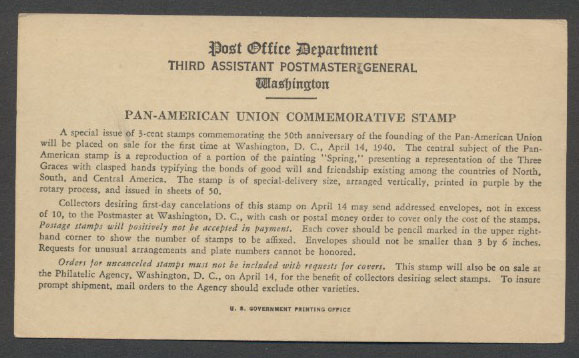 Post Office Department
THIRD ASSISTANT POSTMASTER GENERAL
Washington
PAN-AMERICAN UNION COMMEMORATIVE STAMP
A special issue of 3-cent stamps commemorating the 50th anniversary of the founding of the Pan-American Union
will be placed on sale for the first time at Washington, D. C., April 14, 1940. The central subject of the Pan-
American stamp is a reproduction of a portion of the painting "Spring," presenting a representation of the Three
Graces with clasped hands typifying the bonds of good will and friendship existing among the countries of North,
South, and Central America. The stamp is of special-delivery size, arranged vertically, printed in purple by the
rotary process, and issued in sheets of 50.
Collectors desiring first-day cancelations of this stamp on April 14 may send addressed envelopes, not in excess
of 10, to the Postmaster at Washington, D. C., with cash or postal money order to cover only the cost of the stamps.
Postage stamps will positively not be accepted in payment. Each cover should be pencil marked in the upper right-
hand corner to show the number of stamps to be affixed. Envelopes should not be smaller than 3 by 6 inches.
Requests for unusual arrangements and plate numbers cannot be honored.
Orders for uncanceled stamps must not be included with requests for covers. This stamp will also be on sale at
the Philatelic Agency, Washington, D. C., on April 14, for the benefit of collectors desiring select stamps. To insure
prompt shipment, mail orders to the Agency should exclude other varieties.
U. S. GOVERNMENT PRINTING OFFICE